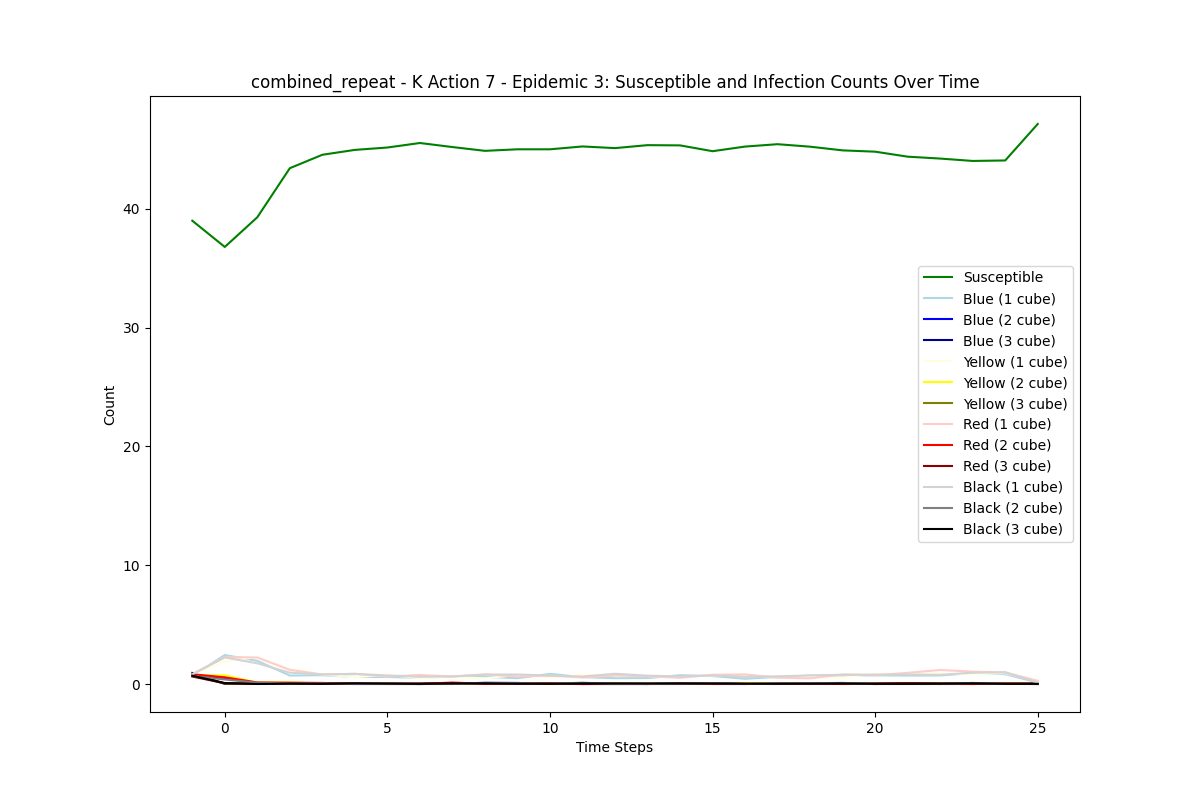 combined_repeat - K Action 7 - Epidemic 3: Susceptible and Infection Counts Over Time
Count
40
30
20
10
0
Susceptible
Blue (1 cube)
Blue (2 cube)
Blue (3 cube)
Yellow (1 cube)
Yellow (2 cube)
Yellow (3 cube)
Red (1 cube)
Red (2 cube)
Red (3 cube)
Black (1 cube)
Black (2 cube)
Black (3 cube)
0 5 10 15 20 25
Time Steps